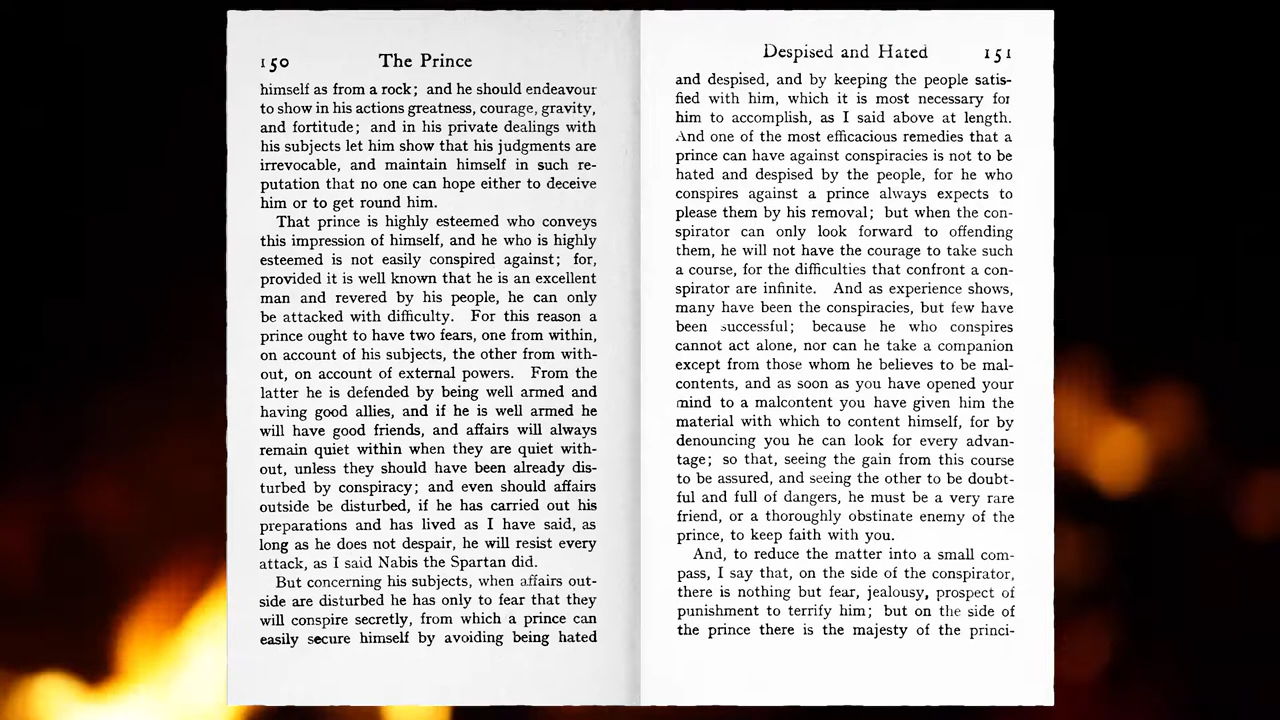 150 The Prince
himself as from a rock; and he should endeavour
to show in his actions greatness, courage, gravity,
and fortitude; and in his private dealings with
his subjects let him show that his judgments are
irrevocable, and maintain himself in such re-
putation that no one can hope either to deceive
him or to get round him.
That prince is highly esteemed who conveys
this impression of himself, and he who is highly
esteemed is not easily conspired against; for,
provided it is well known that he is an excellent
man and revered by his people, he can only
be attacked with difficulty. For this reason a
prince ought to have two fears, one from within,
on account of his subjects, the other from with-
out, on account of external powers. From the
latter he is defended by being well armed and
having good allies, and if he is well armed he
will have good friends, and affairs will always
remain quiet within when they are quiet with-
out, unless they should have been already dis-
turbed by conspiracy; and even should affairs
outside be disturbed, if he has carried out his
preparations and has lived as I have said, as
long as he does not despair, he will resist every
attack, as I said Nabis the Spartan did.
But concerning his subjects, when affairs out-
side are disturbed he has only to fear that they
will conspire secretly, from which a prince can
easily secure himself by avoiding being hated
Despised and Hated 151
and despised, and by keeping the people satis-
fied with him, which it is most necessary for
him to accomplish, as I said above at length.
And one of the most efficacious remedies that a
prince can have against conspiracies is not to be
hated and despised by the people, for he who
conspires against a prince always expects to
please them by his removal; but when the con-
spirator can only look forward to offending
them, he will not have the courage to take such
a course, for the difficulties that confront a con-
spirator are infinite. And as experience shows,
many have been the conspiracies, but few have
been successful; because he who conspires
cannot act alone, nor can he take a companion
except from those whom he believes to be mal-
contents, and as soon as you have opened your
mind to a malcontent you have given him the
material with which to content himself, for by
denouncing you he can look for every advan-
tage; so that, seeing the gain from this course
to be assured, and seeing the other to be doubt-
ful and full of dangers, he must be a very rare
friend, or a thoroughly obstinate enemy of the
prince, to keep faith with you.
And, to reduce the matter into a small com-
pass, I say that, on the side of the conspirator,
there is nothing but fear, jealousy, prospect of
punishment to terrify him; but on the side of
the prince there is the majesty of the princi-